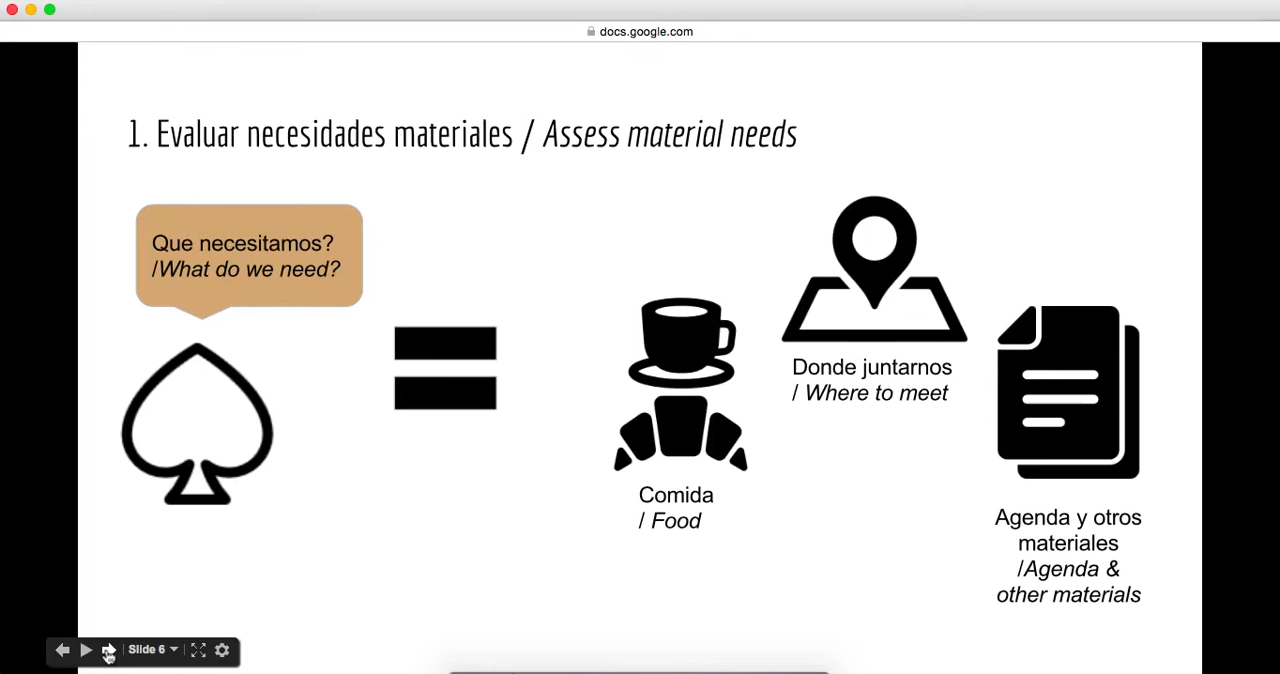 docs.google.com
1. Evaluar necesidades materiales / Assess material needs
Que necesitamos?
/What do we need?
Donde juntarnos
/ Where to meet
Comida
/ Food
Agenda y otros
materiales
/Agenda &
other materials
Slide 6